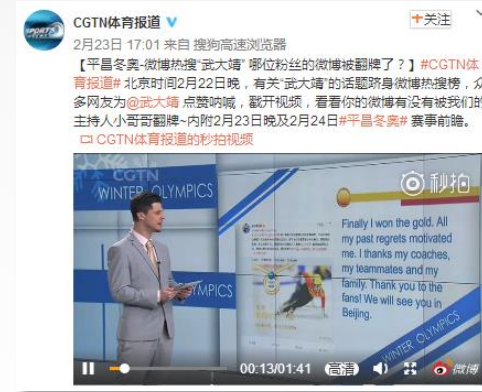 CGTN体育报道
+关注
2月23日 17:01 来自 搜狗高速浏览器
【平昌冬奥-微博热搜“武大靖” 哪位粉丝的微博被翻牌了？】#CGTN体
育报道# 北京时间2月22日晚，有关“武大靖”的话题跻身微博热搜榜，众
多网友为@武大靖 点赞呐喊，戳开视频，看看你的微博有没有被我们的
主持人小哥哥翻牌~内附2月23日晚及2月24日#平昌冬奥# 赛事前瞻。
CGTN体育报道的秒拍视频
CGTN
WINTER OLYMPICS
秒拍
Finally I won the gold. All
my past regrets motivated
me. I thanks my coaches,
my teammates and my
family. Thank you to the
fans! We will see you in
Beijing.
YMPICS
WINTER OLYMPICS
00:13/01:41
高清
微博